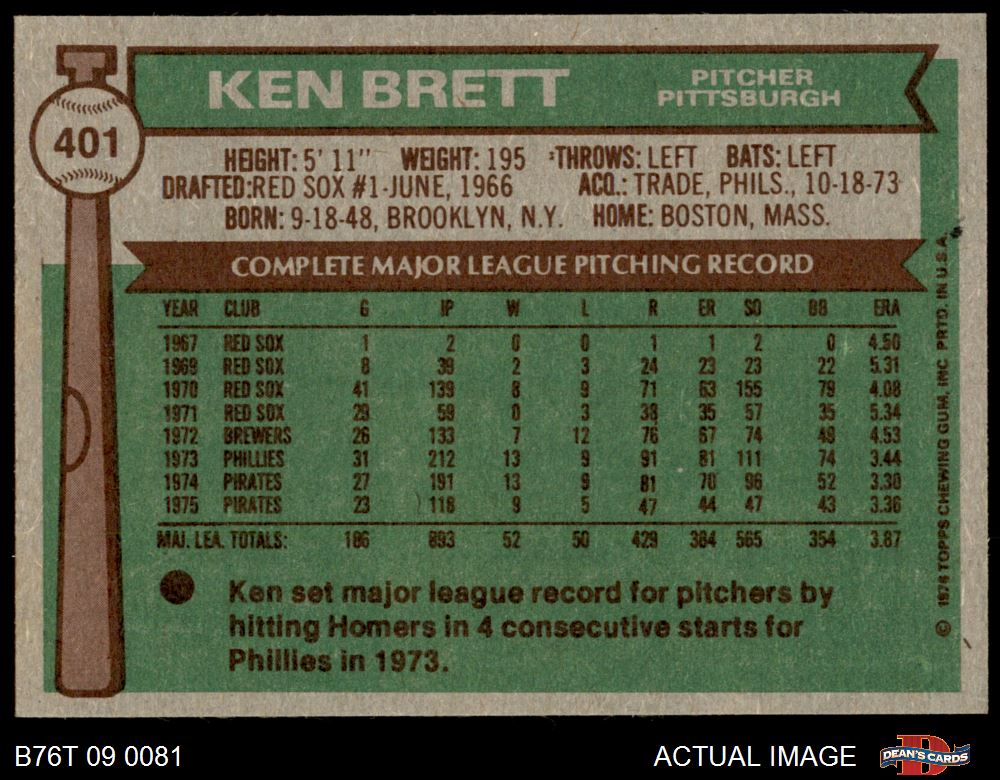 401
KEN BRETT
PITCHER
PITTSBURGH
HEIGHT: 5' 11" WEIGHT: 195 THROWS: LEFT BATS: LEFT
DRAFTED: RED SOX #1-JUNE, 1966 ACQ.: TRADE, PHILS., 10-18-73
BORN: 9-18-48, BROOKLYN, N.Y. HOME: BOSTON, MASS.
COMPLETE MAJOR LEAGUE PITCHING RECORD
YEAR CLUB G IP W L R ER SO BB ERA
1967 RED SOX 1 2 0 0 1 1 2 0 4.50
1969 RED SOX 8 39 2 3 24 23 23 22 5.31
1970 RED SOX 41 139 8 9 71 63 155 79 4.08
1971 RED SOX 29 59 0 3 38 35 57 35 5.34
1972 BREWERS 26 133 7 12 76 67 74 49 4.53
1973 PHILLIES 31 212 13 9 91 81 111 74 3.44
1974 PIRATES 27 191 13 9 81 70 96 52 3.30
1975 PIRATES 23 118 9 5 47 44 47 43 3.36
MAJ. LEA. TOTALS: 186 893 52 50 429 384 565 354 3.87
Ken set major league record for pitchers by
hitting Homers in 4 consecutive starts for
Phillies in 1973.
© 1976 TOPPS CHEWING GUM, INC PRTD. IN U.S.A.
B76T 09 0081
ACTUAL IMAGE
DEAN'S CARDS